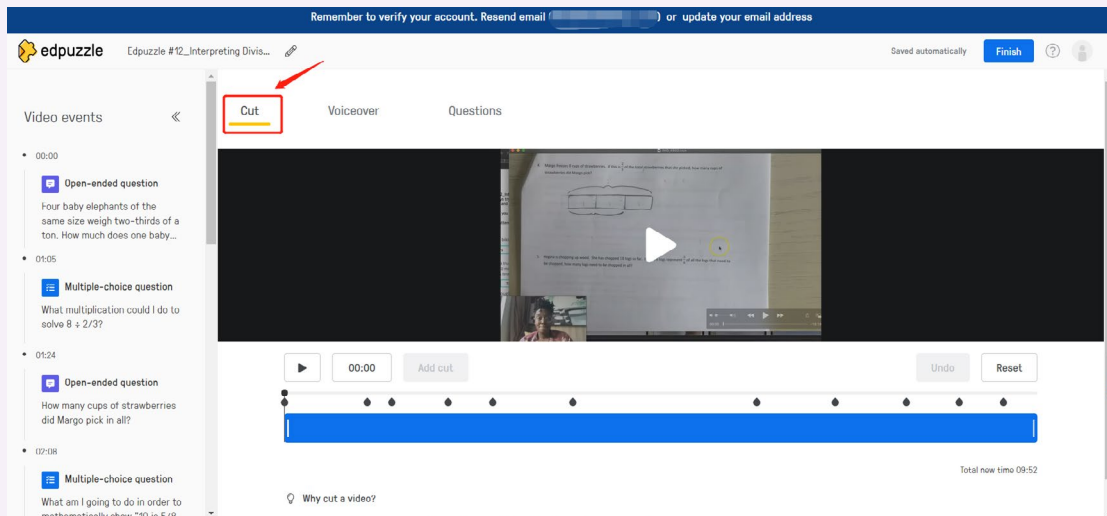 Remember to verify your account. Resend email ( ) or update your email address
edpuzzle
Edpuzzle #12_Interpreting Divis...
Saved automatically
Finish
?
Video events
Cut
Voiceover
Questions
00:00
Open-ended question
Four baby elephants of the
same size weigh two-thirds of a
ton. How much does one baby...
01:05
Multiple-choice question
What multiplication could I do to
solve 8 ÷ 2/3?
01:24
Open-ended question
How many cups of strawberries
did Margo pick in all?
02:08
Multiple-choice question
What am I going to do in order to
00:00
Add cut
Undo
Reset
Total new time 09:52
Why cut a video?